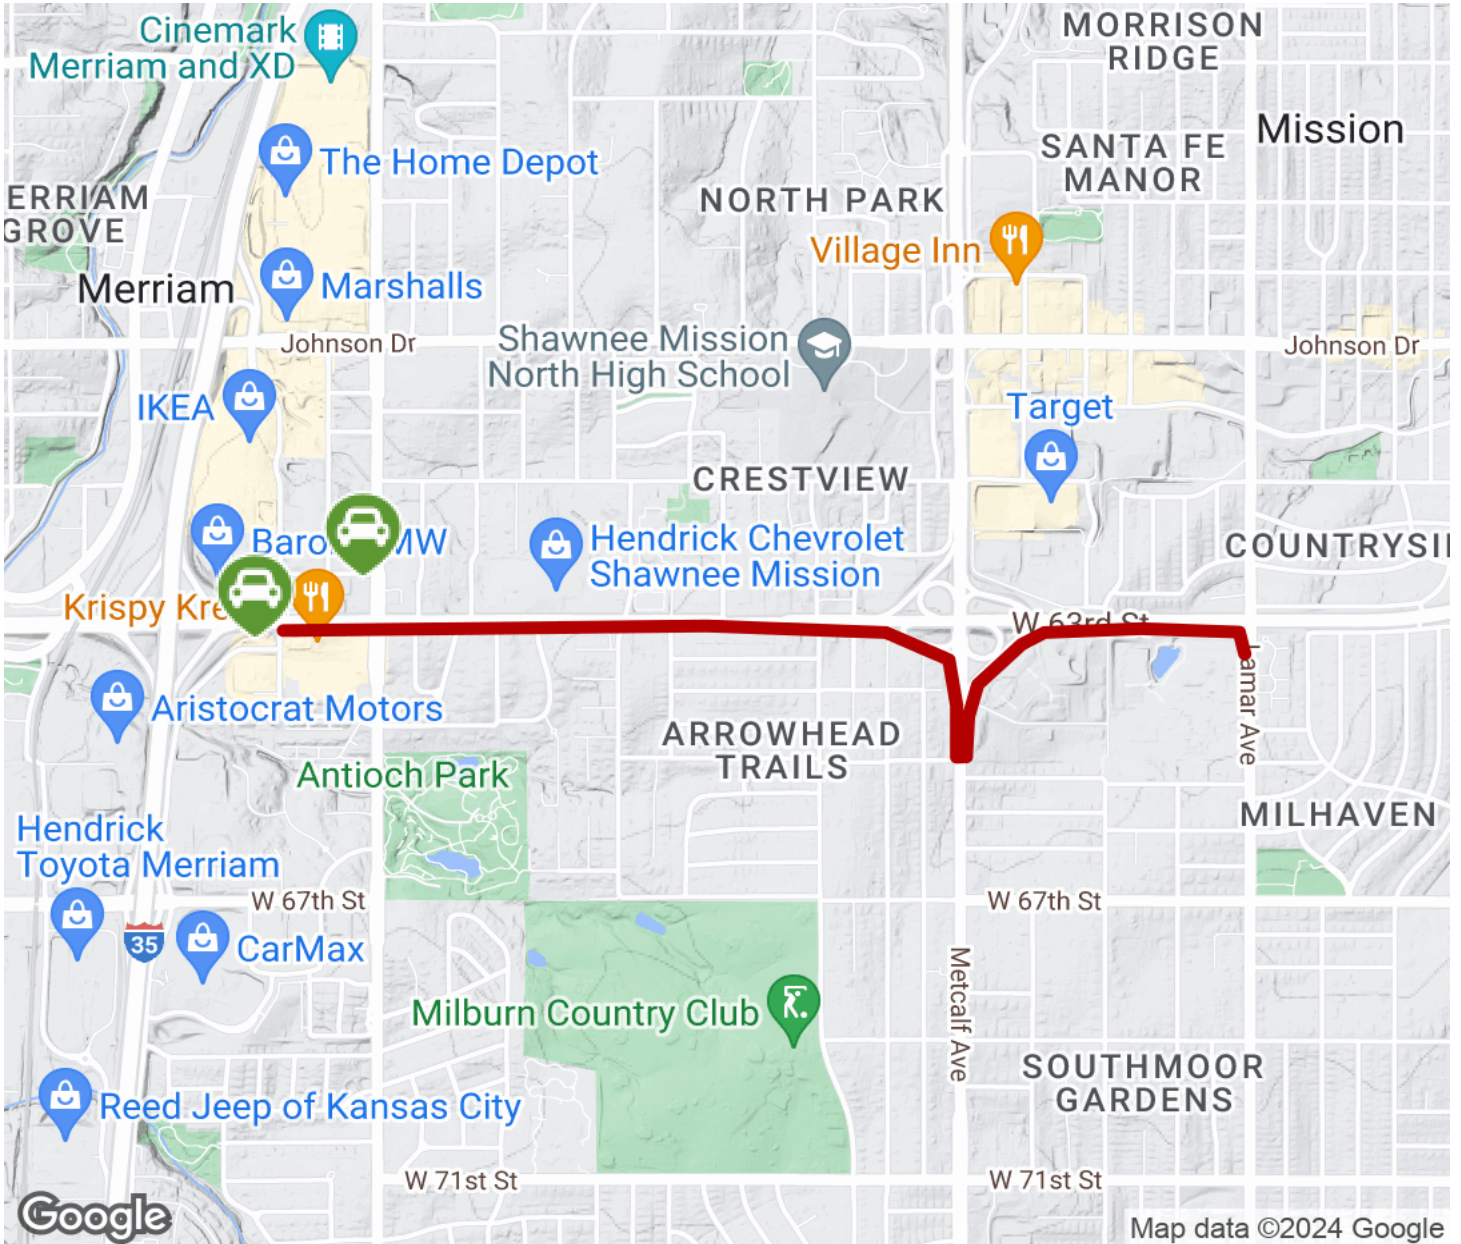 Cinemark
Merriam and XD
MORRISON
RIDGE
Mission
The Home Depot
SANTA FE
MANOR
ERRIAM
GROVE
NORTH PARK
Village Inn
Merriam
Marshalls
Johnson Dr
Shawnee Mission
North High School
Johnson Dr
IKEA
Target
CRESTVIEW
Hendrick Chevrolet
Shawnee Mission
COUNTRYSI
Krispy Kre
W 63rd St
Lamar Ave
Aristocrat Motors
ARROWHEAD
TRAILS
Antioch Park
MILHAVEN
Hendrick
Toyota Merriam
W 67th St
W 67th St
35
CarMax
Metcalf Ave
Milburn Country Club
SOUTHMOOR
GARDENS
Reed Jeep of Kansas City
W 71st St
W 71st St
Google
Map data ©2024 Google